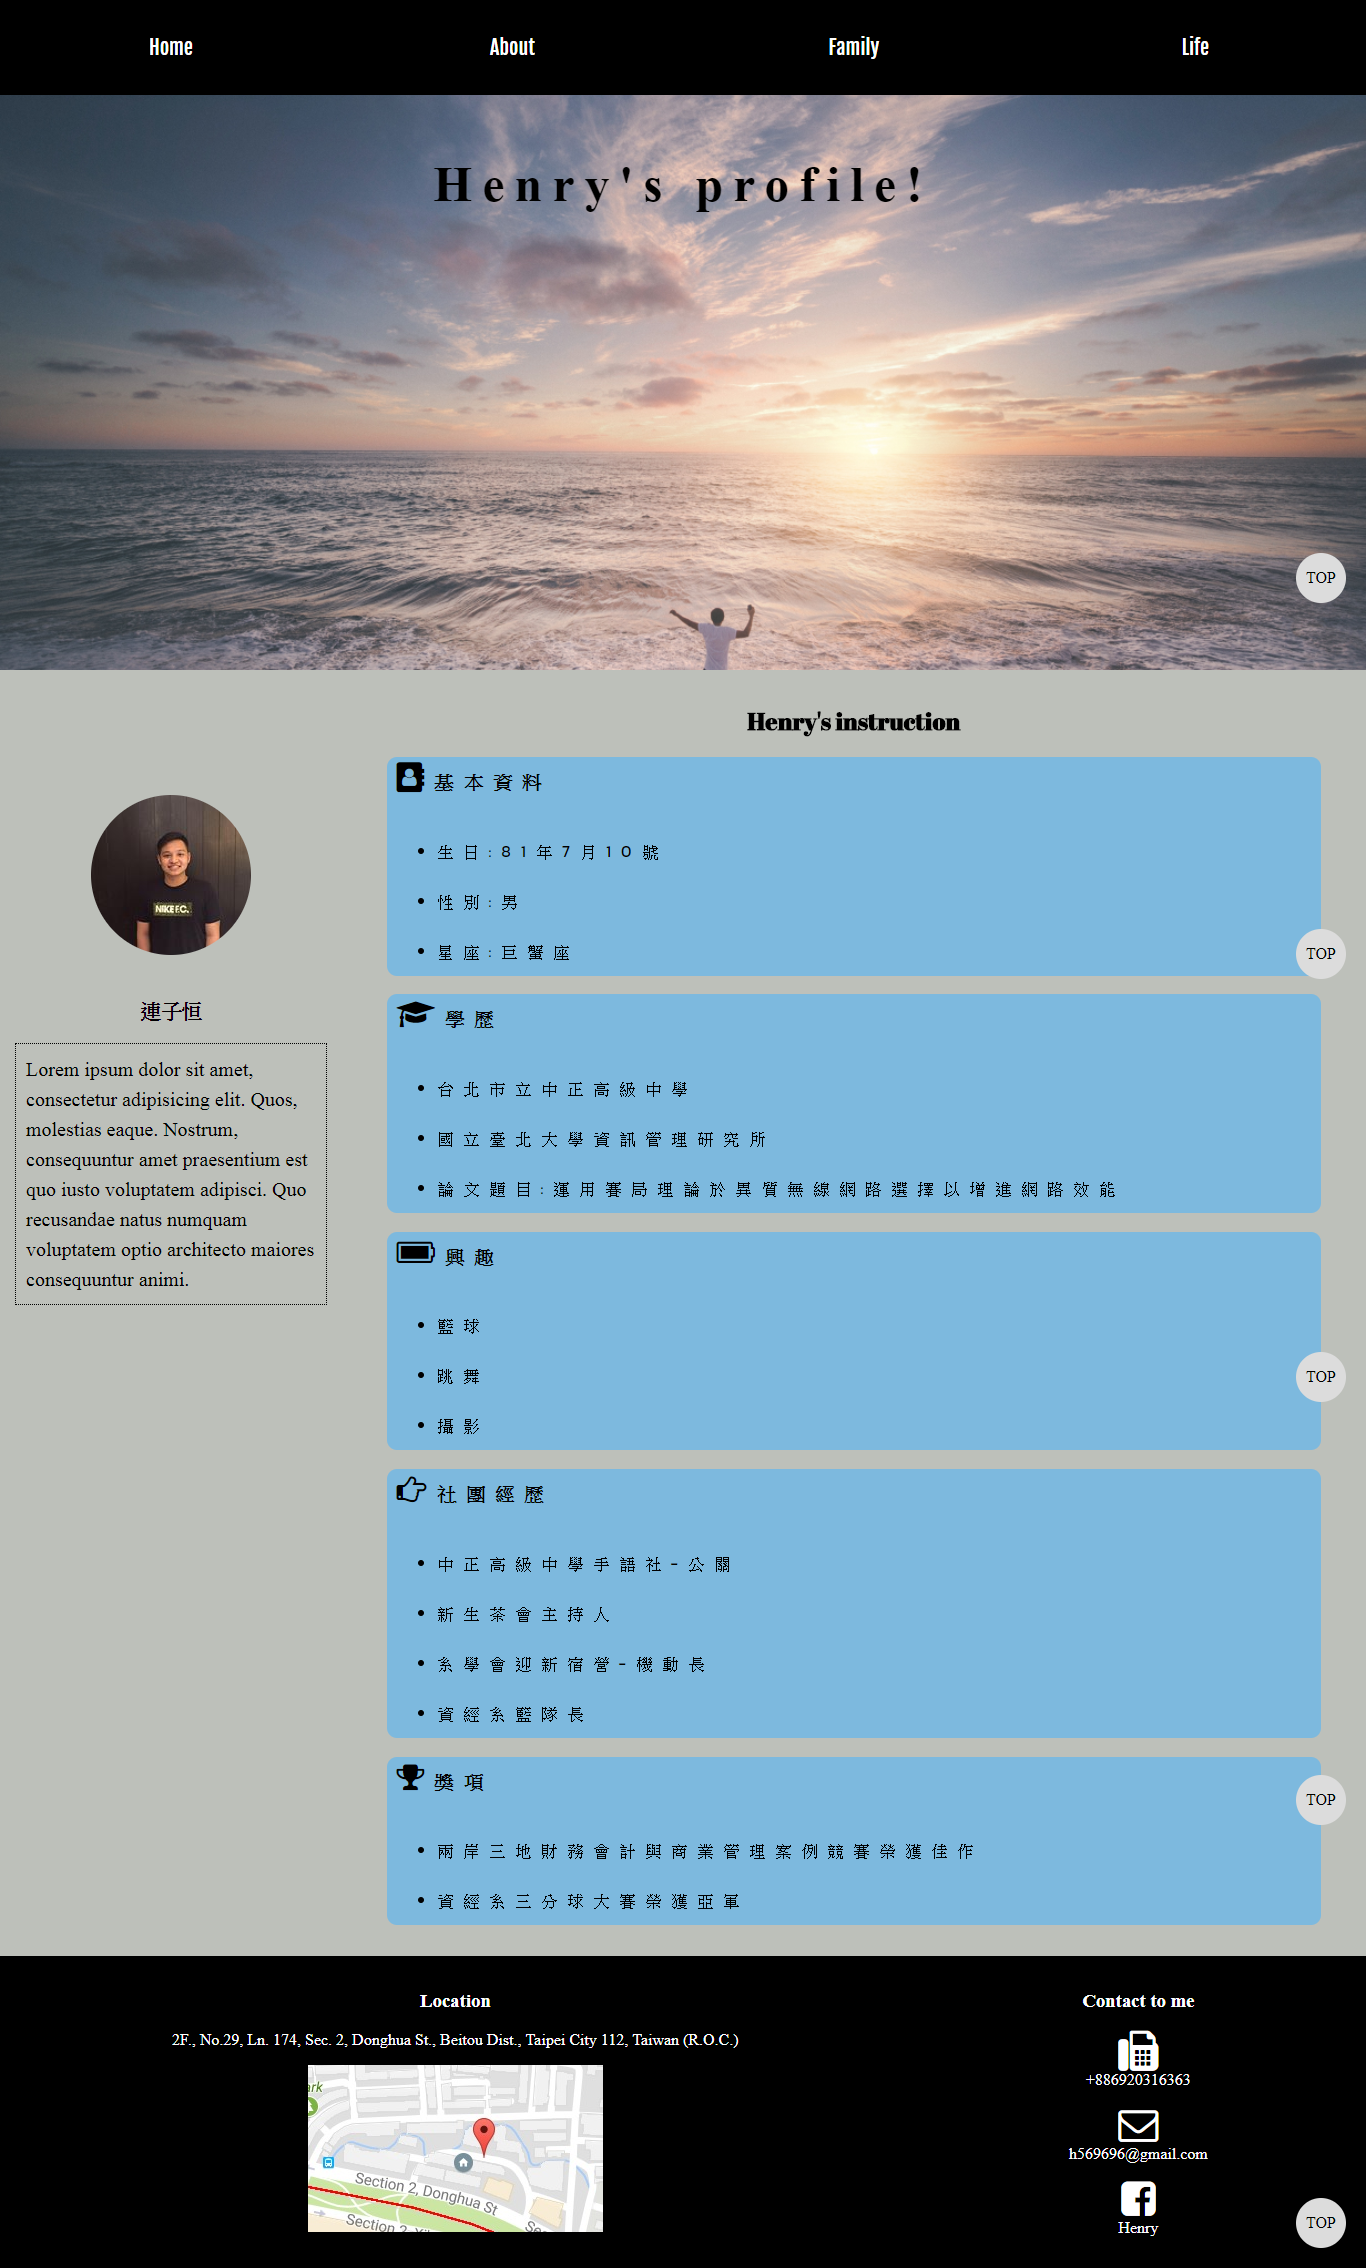 Home About Family Life
Henry's profile!
TOP
Henry's instruction
基本資料
生日:81年7月10號
性別:男
星座:巨蟹座
TOP
NIKE F.C.
連子恒
Lorem ipsum dolor sit amet,
consectetur adipisicing elit. Quos,
molestias eaque. Nostrum,
consequuntur amet praesentium est
quo iusto voluptatem adipisci. Quo
recusandae natus numquam
voluptatem optio architecto maiores
consequuntur animi.
學歷
台北市立中正高級中學
國立臺北大學資訊管理研究所
論文題目:運用賽局理論於異質無線網路選擇以增進網路效能
興趣
籃球
跳舞
攝影
TOP
社團經歷
中正高級中學手語社-公關
新生茶會主持人
系學會迎新宿營-機動長
資經系籃隊長
獎項
TOP
兩岸三地財務會計與商業管理案例競賽榮獲佳作
資經系三分球大賽榮獲亞軍
Location
2F., No.29, Ln. 174, Sec. 2, Donghua St., Beitou Dist., Taipei City 112, Taiwan (R.O.C.)
ark
Section 2, Donghua St
Section 2, Xi
Se
Contact to me
+886920316363
h569696@gmail.com
Henry
TOP